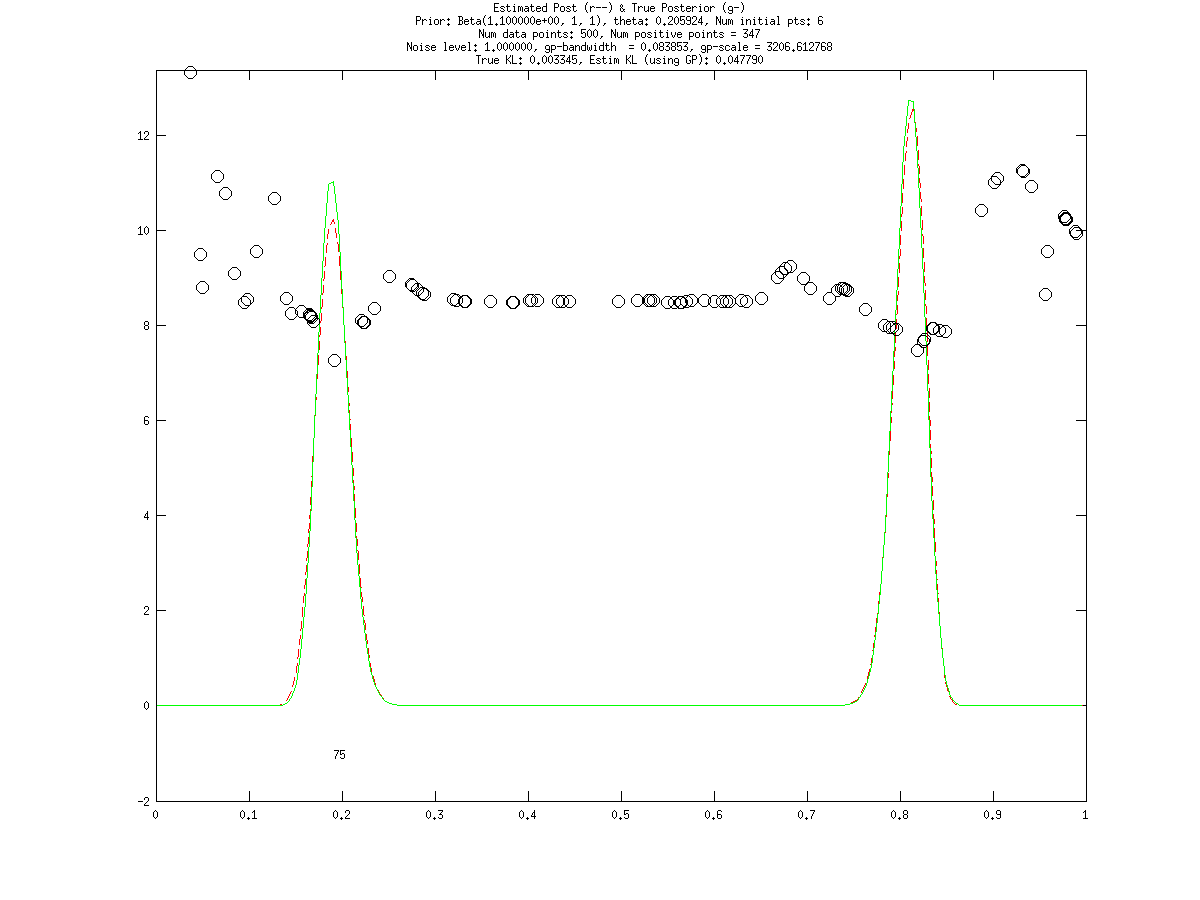 Estimated Post (r--) & True Posterior (g-)
Prior: Beta(1.100000e+00, 1, 1), theta: 0.205924, Num initial pts: 6
Num data points: 500, Num positive points = 347
Noise level: 1.000000, gp-bandwidth  = 0.083853, gp-scale = 3206.612768
True KL: 0.003345, Estim KL (using GP): 0.047790
12
10
8
6
4
2
0
75
-2
0 0.1 0.2 0.3 0.4 0.5 0.6 0.7 0.8 0.9 1